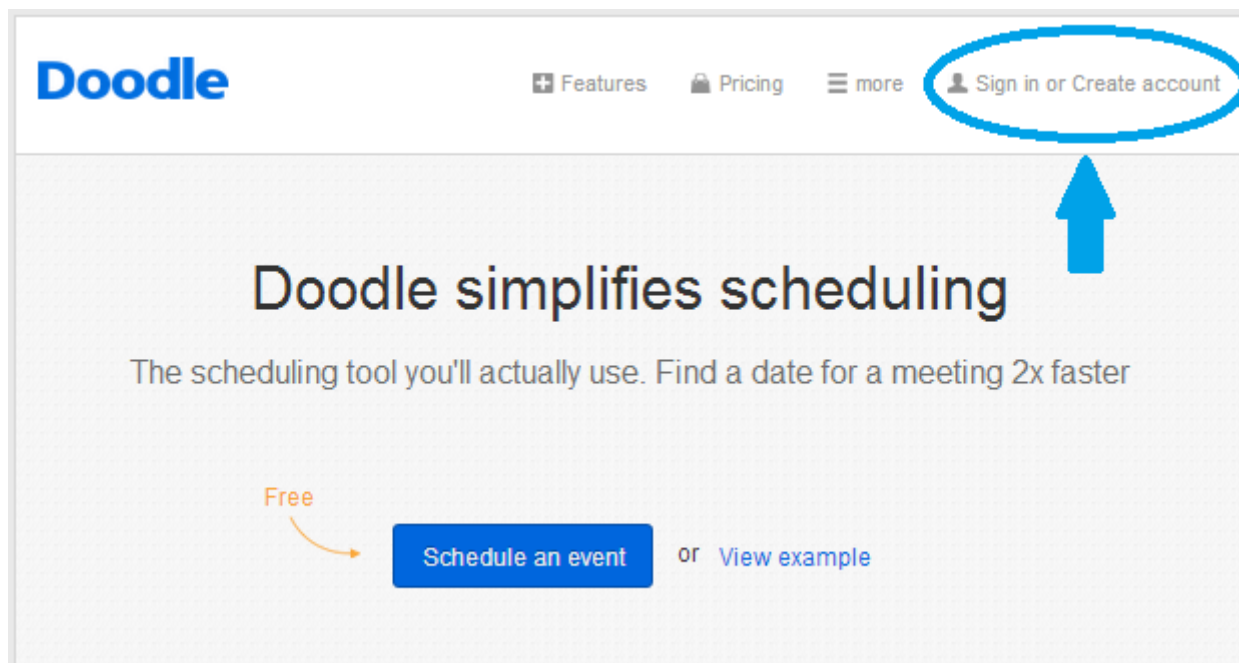 Doodle
Features Pricing more Sign in or Create account
Doodle simplifies scheduling
The scheduling tool you'll actually use. Find a date for a meeting 2x faster
Free
Schedule an event or View example